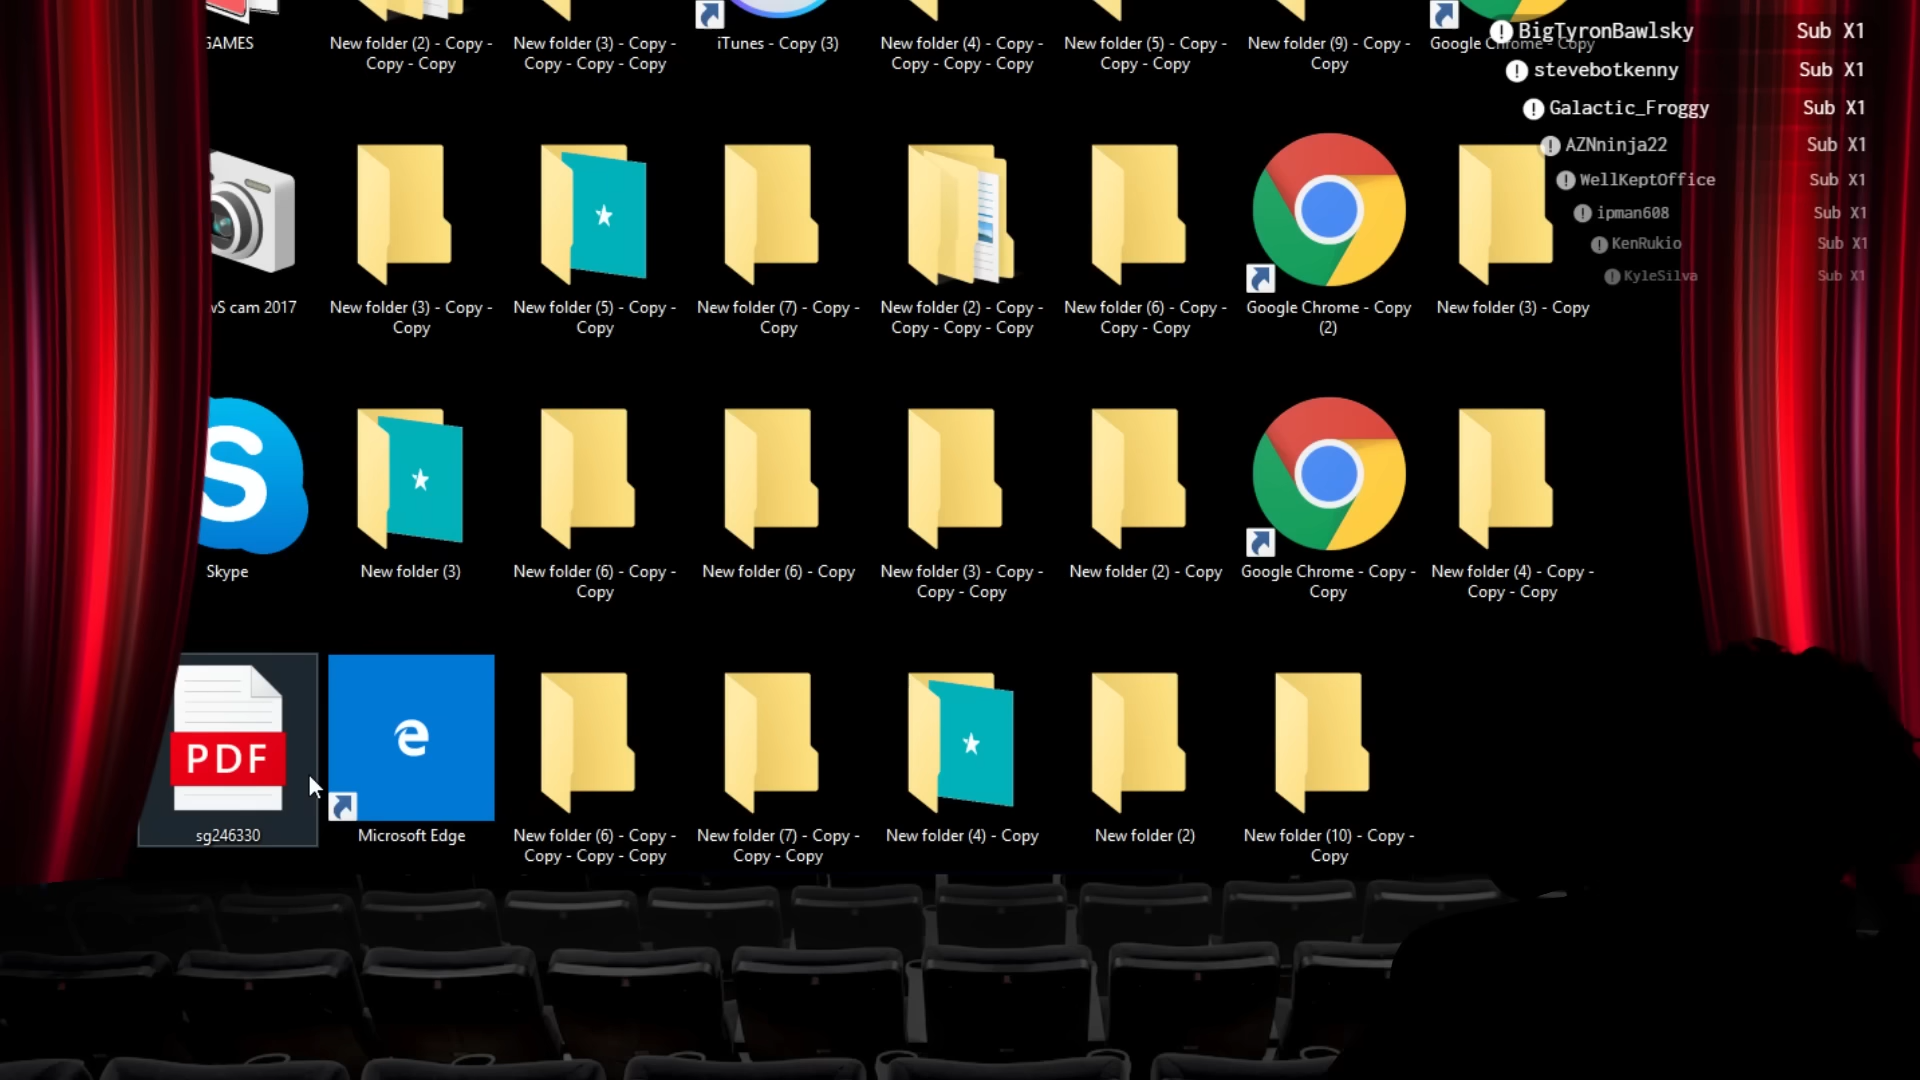 GAMES
New folder (2) - Copy -
Copy - Copy
New folder (3) - Copy -
Copy - Copy - Copy
iTunes - Copy (3)
New folder (4) - Copy -
Copy - Copy - Copy
New folder (5) - Copy -
Copy - Copy
New folder (9) - Copy -
Copy
Google Chrome - Copy
BigTyronBawlsky Sub X1
stevebotkenny Sub X1
Galactic_Froggy Sub X1
AZNninja22 Sub X1
WellKeptOffice Sub X1
ipman608 Sub X1
KenRukio Sub X1
KyleSilva Sub X1
vS cam 2017
New folder (3) - Copy -
Copy
New folder (5) - Copy -
Copy
New folder (7) - Copy -
Copy
New folder (2) - Copy -
Copy - Copy - Copy
New folder (6) - Copy -
Copy - Copy
Google Chrome - Copy
(2)
New folder (3) - Copy
S
Skype
New folder (3)
New folder (6) - Copy -
Copy
New folder (6) - Copy
New folder (3) - Copy -
Copy - Copy
New folder (2) - Copy
Google Chrome - Copy -
Copy
New folder (4) - Copy -
Copy - Copy
PDF
sg246330
e
Microsoft Edge
New folder (6) - Copy -
Copy - Copy - Copy
New folder (7) - Copy -
Copy - Copy
New folder (4) - Copy
New folder (2)
New folder (10) - Copy -
Copy